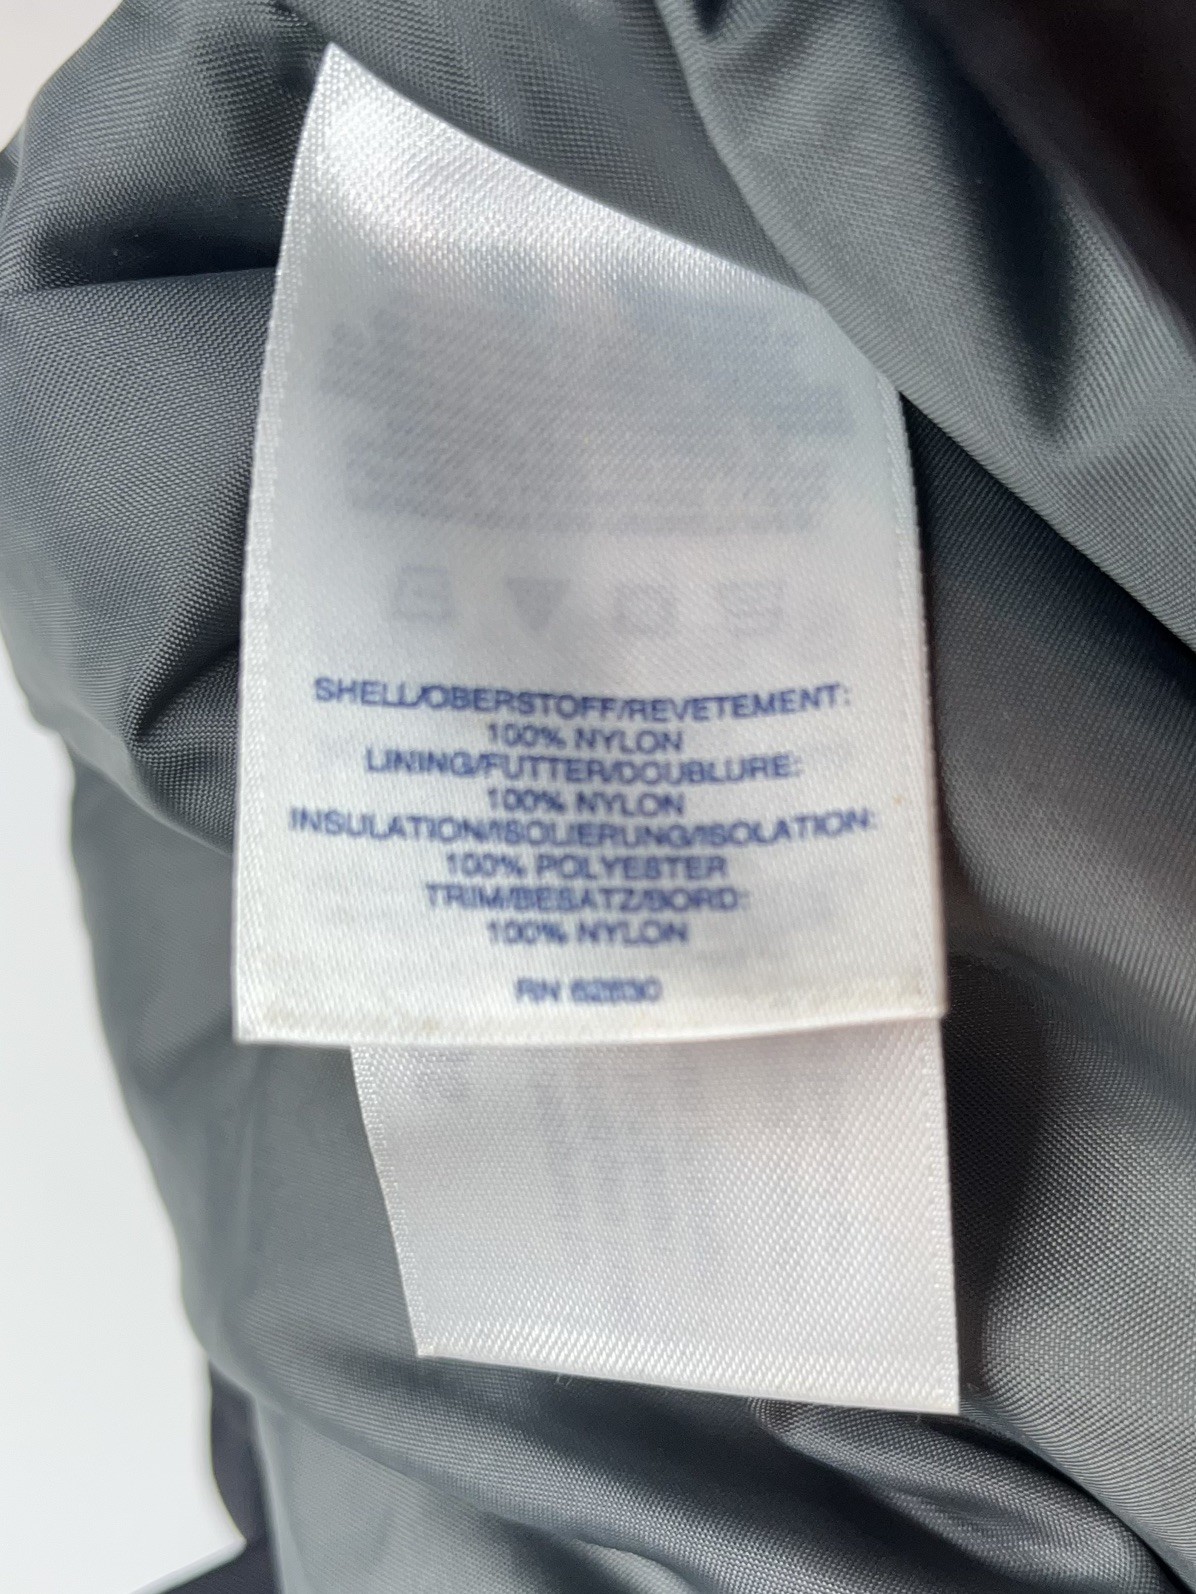 SHELL/OBERSTOFF/REVETEMENT:
100% NYLON
LINING/FUTTER/DOUBLURE:
100% NYLON
INSULATION/ISOLIERUNG/ISOLATION:
100% POLYESTER
TRIM/BESATZ/BORD:
100% NYLON
RN 62830